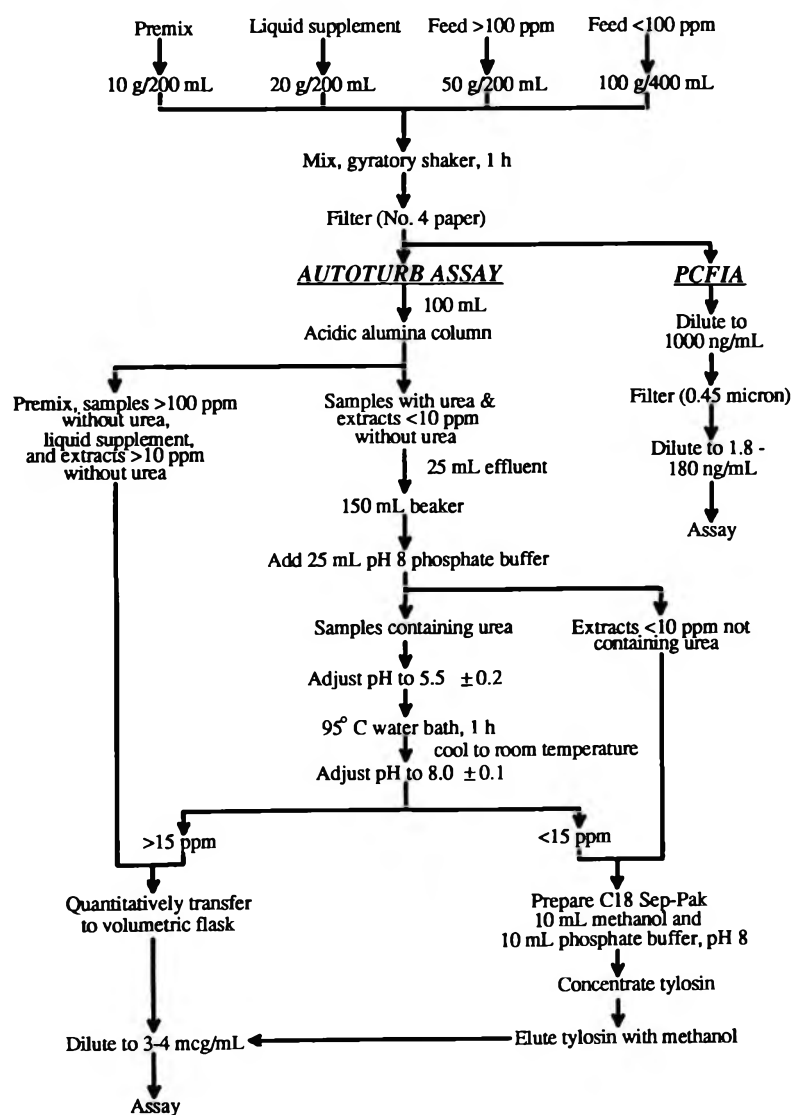 Premix
Liquid supplement
Feed >100 ppm
Feed <100 ppm
10 g/200 mL
20 g/200 mL
50 g/200 mL
100 g/400 mL
Mix, gyratory shaker, 1 h
Filter (No. 4 paper)
AUTOTURB ASSAY
PCFIA
100 mL
Acidic alumina column
Dilute to
1000 ng/mL
Filter (0.45 micron)
Dilute to 1.8 -
180 ng/mL
Assay
Premix, samples >100 ppm
without urea,
liquid supplement,
and extracts >10 ppm
without urea
Samples with urea &
extracts <10 ppm
without urea
25 mL effluent
150 mL beaker
Add 25 mL pH 8 phosphate buffer
Samples containing urea
Extracts <10 ppm not
containing urea
Adjust pH to 5.5 ±0.2
95° C water bath, 1 h
cool to room temperature
Adjust pH to 8.0 ±0.1
>15 ppm
<15 ppm
Quantitatively transfer
to volumetric flask
Prepare C18 Sep-Pak
10 mL methanol and
10 mL phosphate buffer, pH 8
Concentrate tylosin
Elute tylosin with methanol
Dilute to 3-4 mcg/mL
Assay